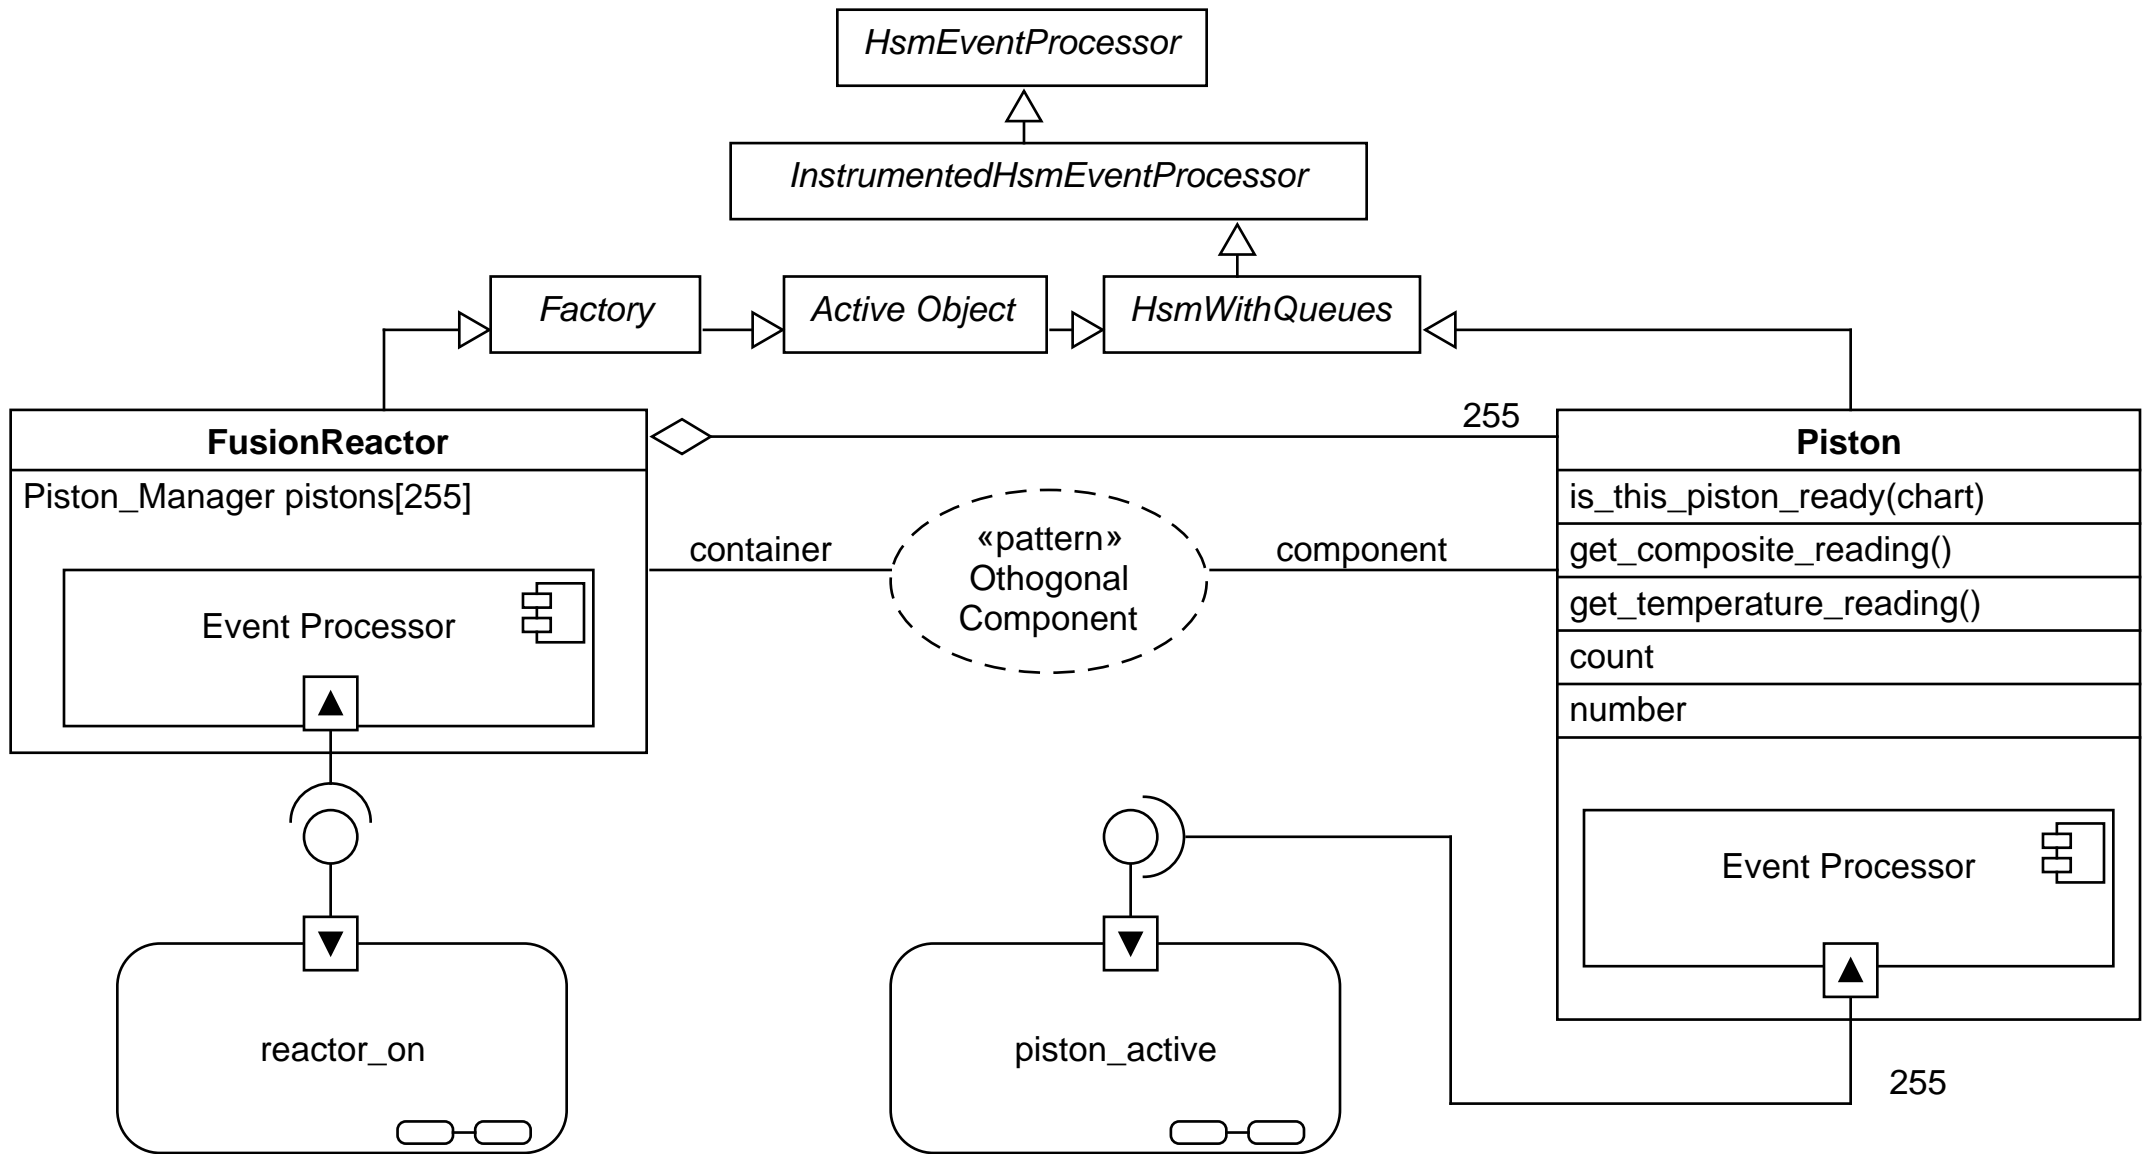 HsmEventProcessor
InstrumentedHsmEventProcessor
Factory
Active Object
HsmWithQueues
255
FusionReactor
Piston_Manager pistons[255]
Event Processor
container
«pattern»
Othogonal
Component
component
Piston
is_this_piston_ready(chart)
get_composite_reading()
get_temperature_reading()
count
number
Event Processor
reactor_on
piston_active
255